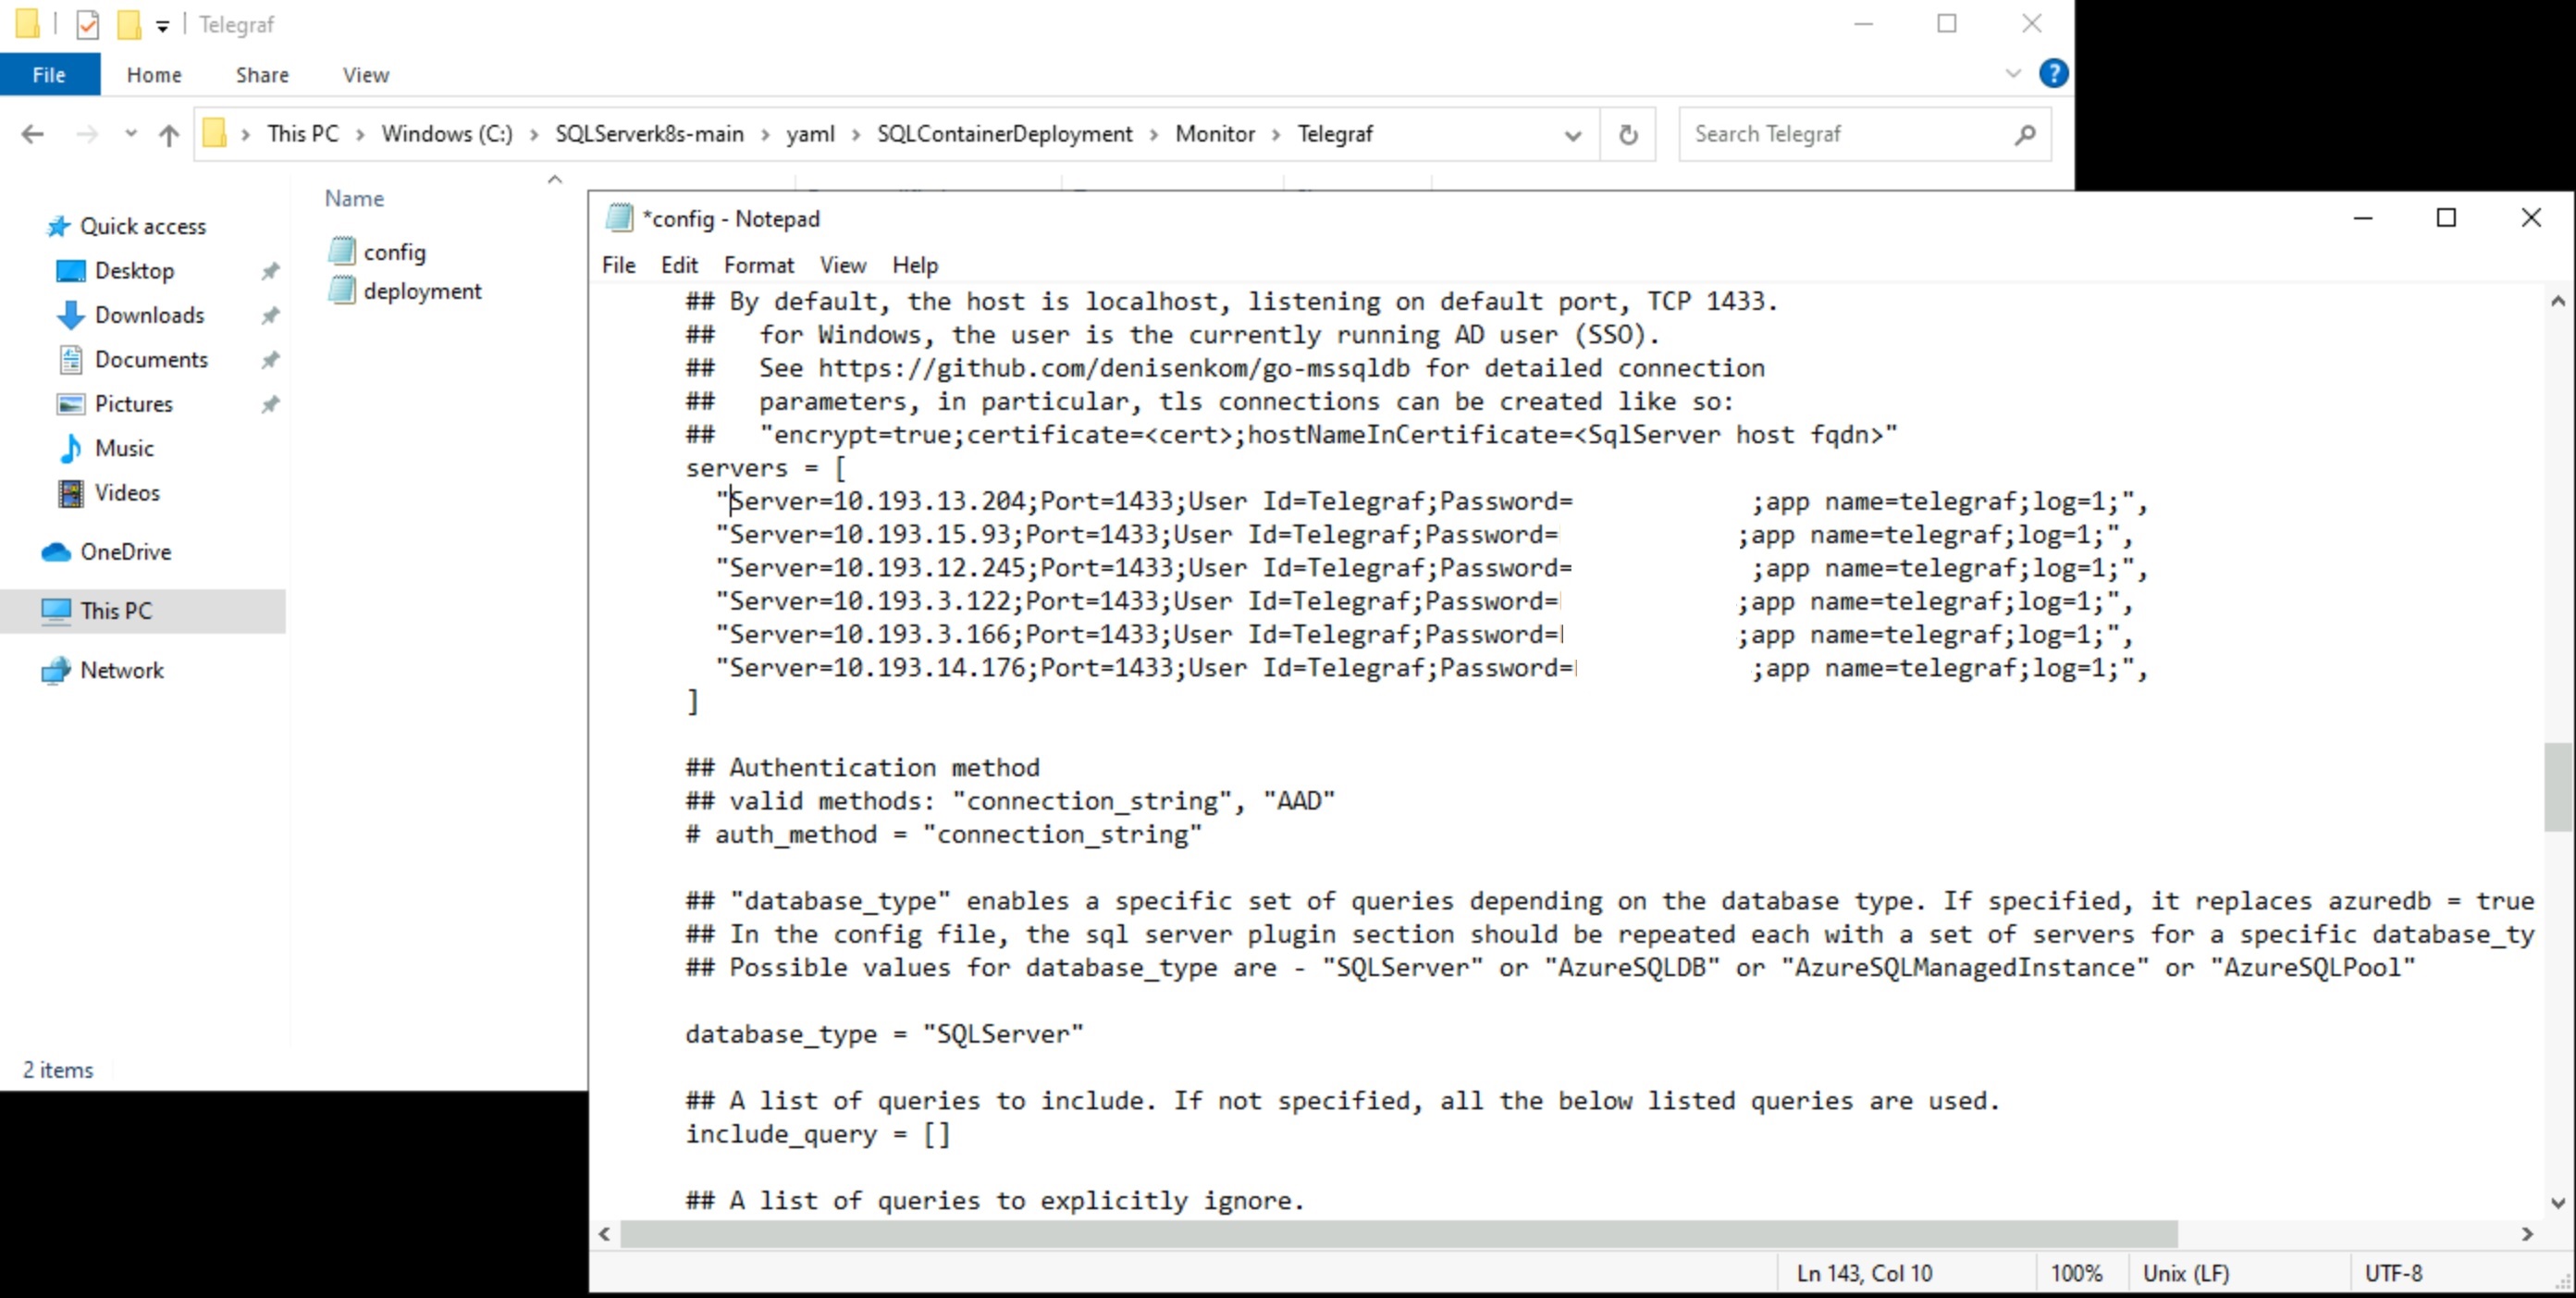 Telegraf
File Home Share View
This PC Windows (C:) SQLServerk8s-main yaml SQLContainerDeployment Monitor Telegraf
Search Telegraf
Name
Quick access
Desktop
Downloads
Documents
Pictures
Music
Videos
OneDrive
This PC
Network
config
deployment
2 items
*config - Notepad
File Edit Format View Help
## By default, the host is localhost, listening on default port, TCP 1433.
##   for Windows, the user is the currently running AD user (SSO).
##   See https://github.com/denisenkom/go-mssqldb for detailed connection
##   parameters, in particular, tls connections can be created like so:
##   "encrypt=true;certificate=<cert>;hostNameInCertificate=<SqlServer host fqdn>"
servers = [
"Server=10.193.13.204;Port=1433;User Id=Telegraf;Password= ;app name=telegraf;log=1;",
"Server=10.193.15.93;Port=1433;User Id=Telegraf;Password= ;app name=telegraf;log=1;",
"Server=10.193.12.245;Port=1433;User Id=Telegraf;Password= ;app name=telegraf;log=1;",
"Server=10.193.3.122;Port=1433;User Id=Telegraf;Password= ;app name=telegraf;log=1;",
"Server=10.193.3.166;Port=1433;User Id=Telegraf;Password= ;app name=telegraf;log=1;",
"Server=10.193.14.176;Port=1433;User Id=Telegraf;Password= ;app name=telegraf;log=1;",
]
## Authentication method
## valid methods: "connection_string", "AAD"
# auth_method = "connection_string"
## "database_type" enables a specific set of queries depending on the database type. If specified, it replaces azuredb = true
## In the config file, the sql server plugin section should be repeated each with a set of servers for a specific database_ty
## Possible values for database_type are - "SQLServer" or "AzureSQLDB" or "AzureSQLManagedInstance" or "AzureSQLPool"
database_type = "SQLServer"
## A list of queries to include. If not specified, all the below listed queries are used.
include_query = []
## A list of queries to explicitly ignore.
Ln 143, Col 10 100% Unix (LF) UTF-8